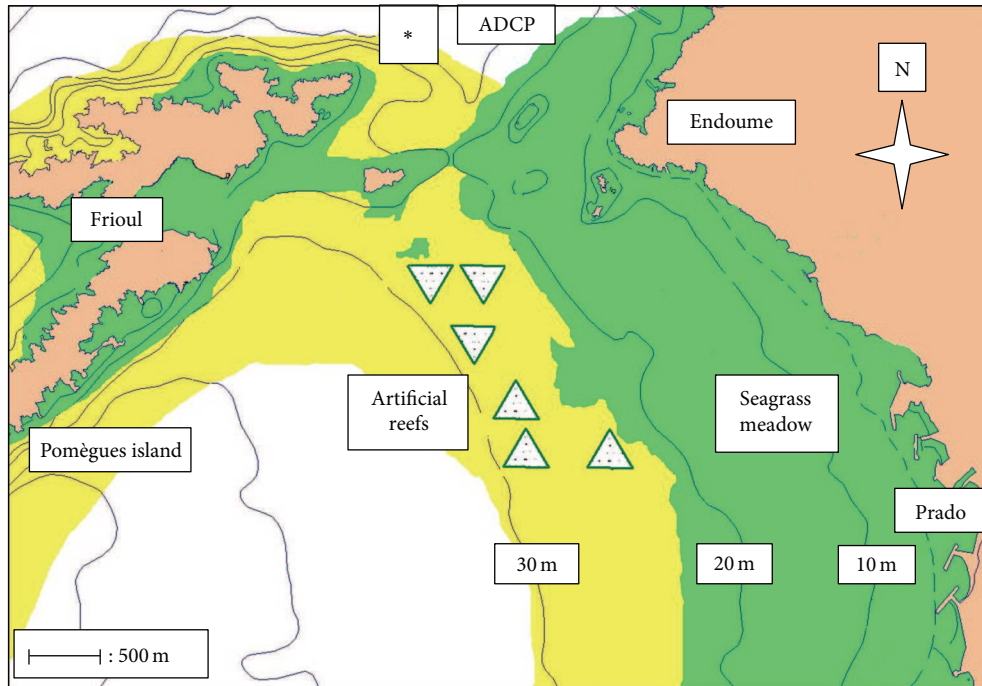 *
ADCP
N
Endoume
Frioul
Artificial
reefs
Seagrass
meadow
Pomègues island
Prado
30 m
20 m
10 m
: 500 m